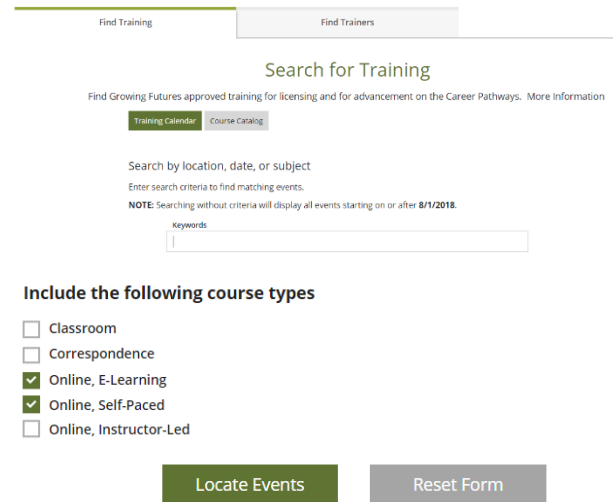 Find Training
Find Trainers
Search for Training
Find Growing Futures approved training for licensing and for advancement on the Career Pathways. More Information
Training Calendar
Course Catalog
Search by location, date, or subject
Enter search criteria to find matching events.
NOTE: Searching without criteria will display all events starting on or after 8/1/2018.
Keywords
Include the following course types
Classroom
Correspondence
Online, E-Learning
Online, Self-Paced
Online, Instructor-Led
Locate Events
Reset Form